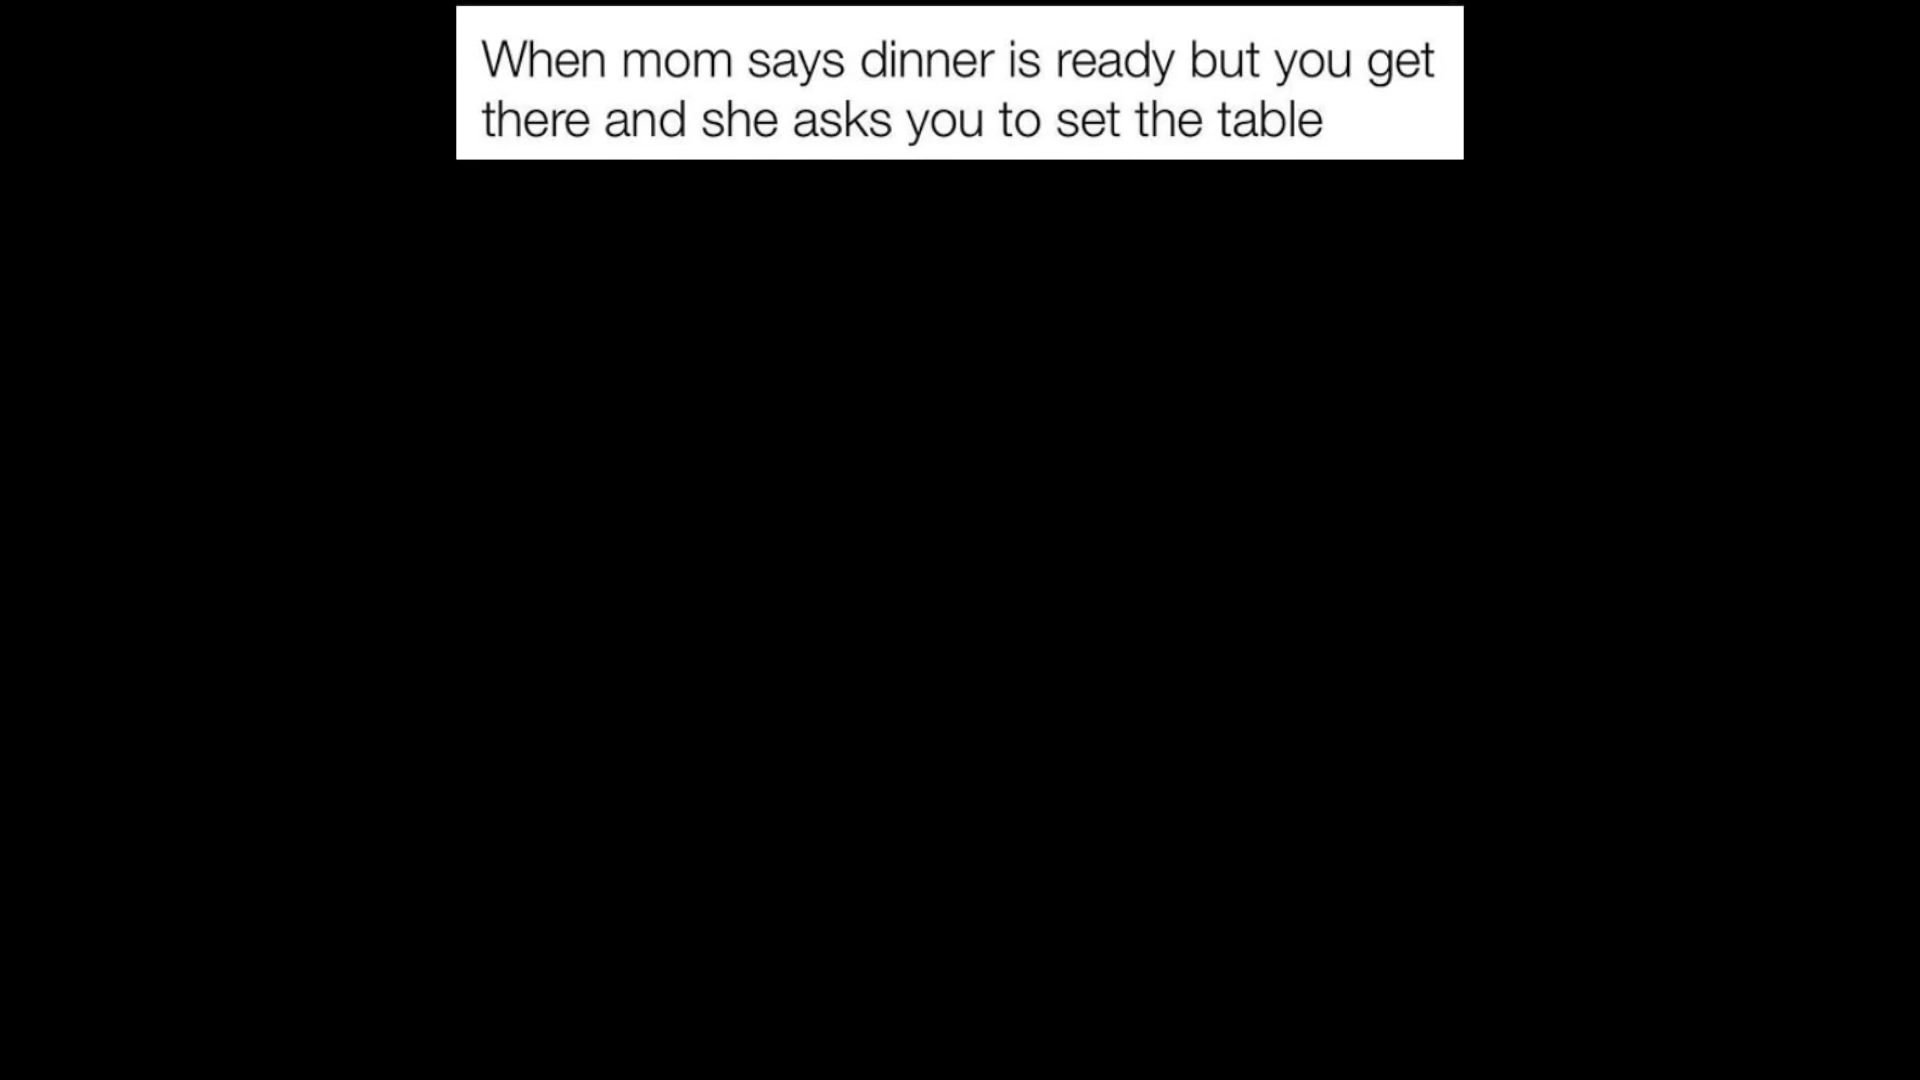 When mom says dinner is ready but you get
there and she asks you to set the table